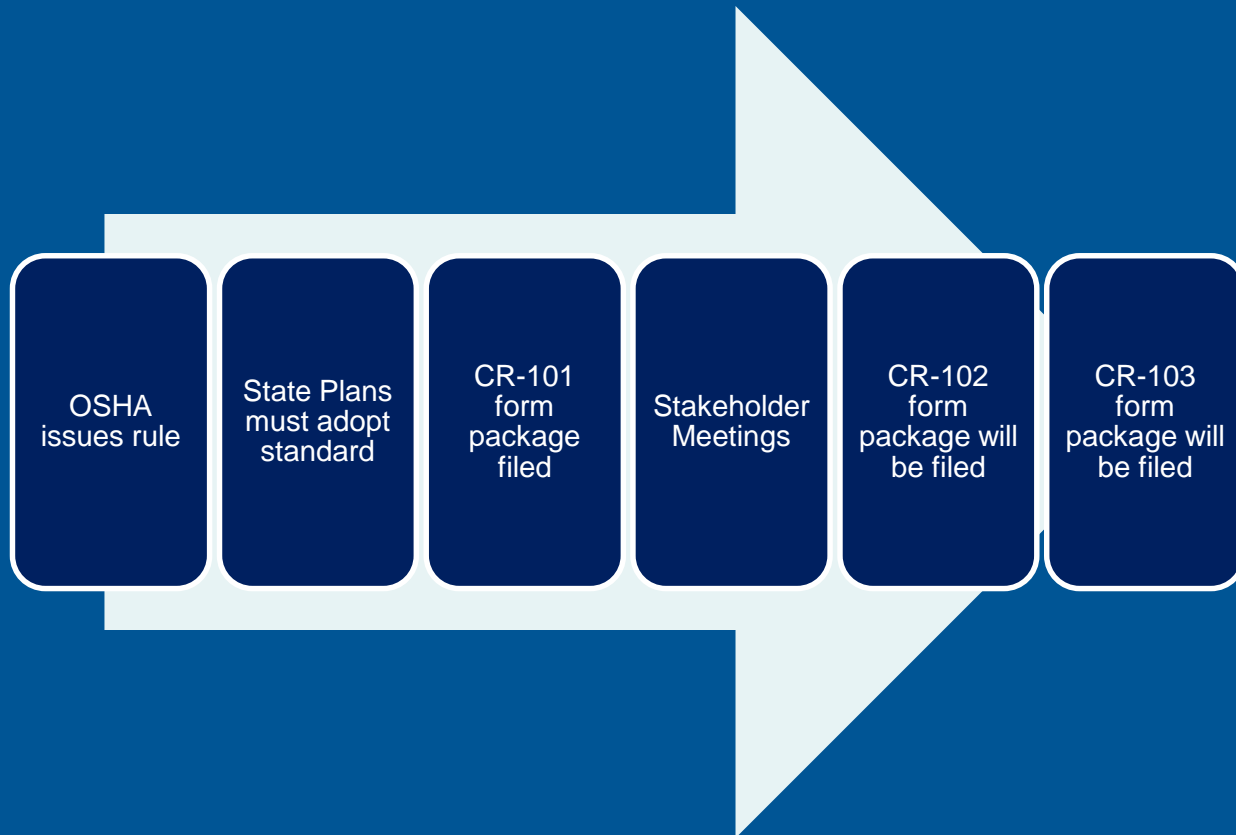 OSHA
issues rule
State Plans
must adopt
standard
CR-101
form
package
filed
Stakeholder
Meetings
CR-102
form
package will
be filed
CR-103
form
package will
be filed